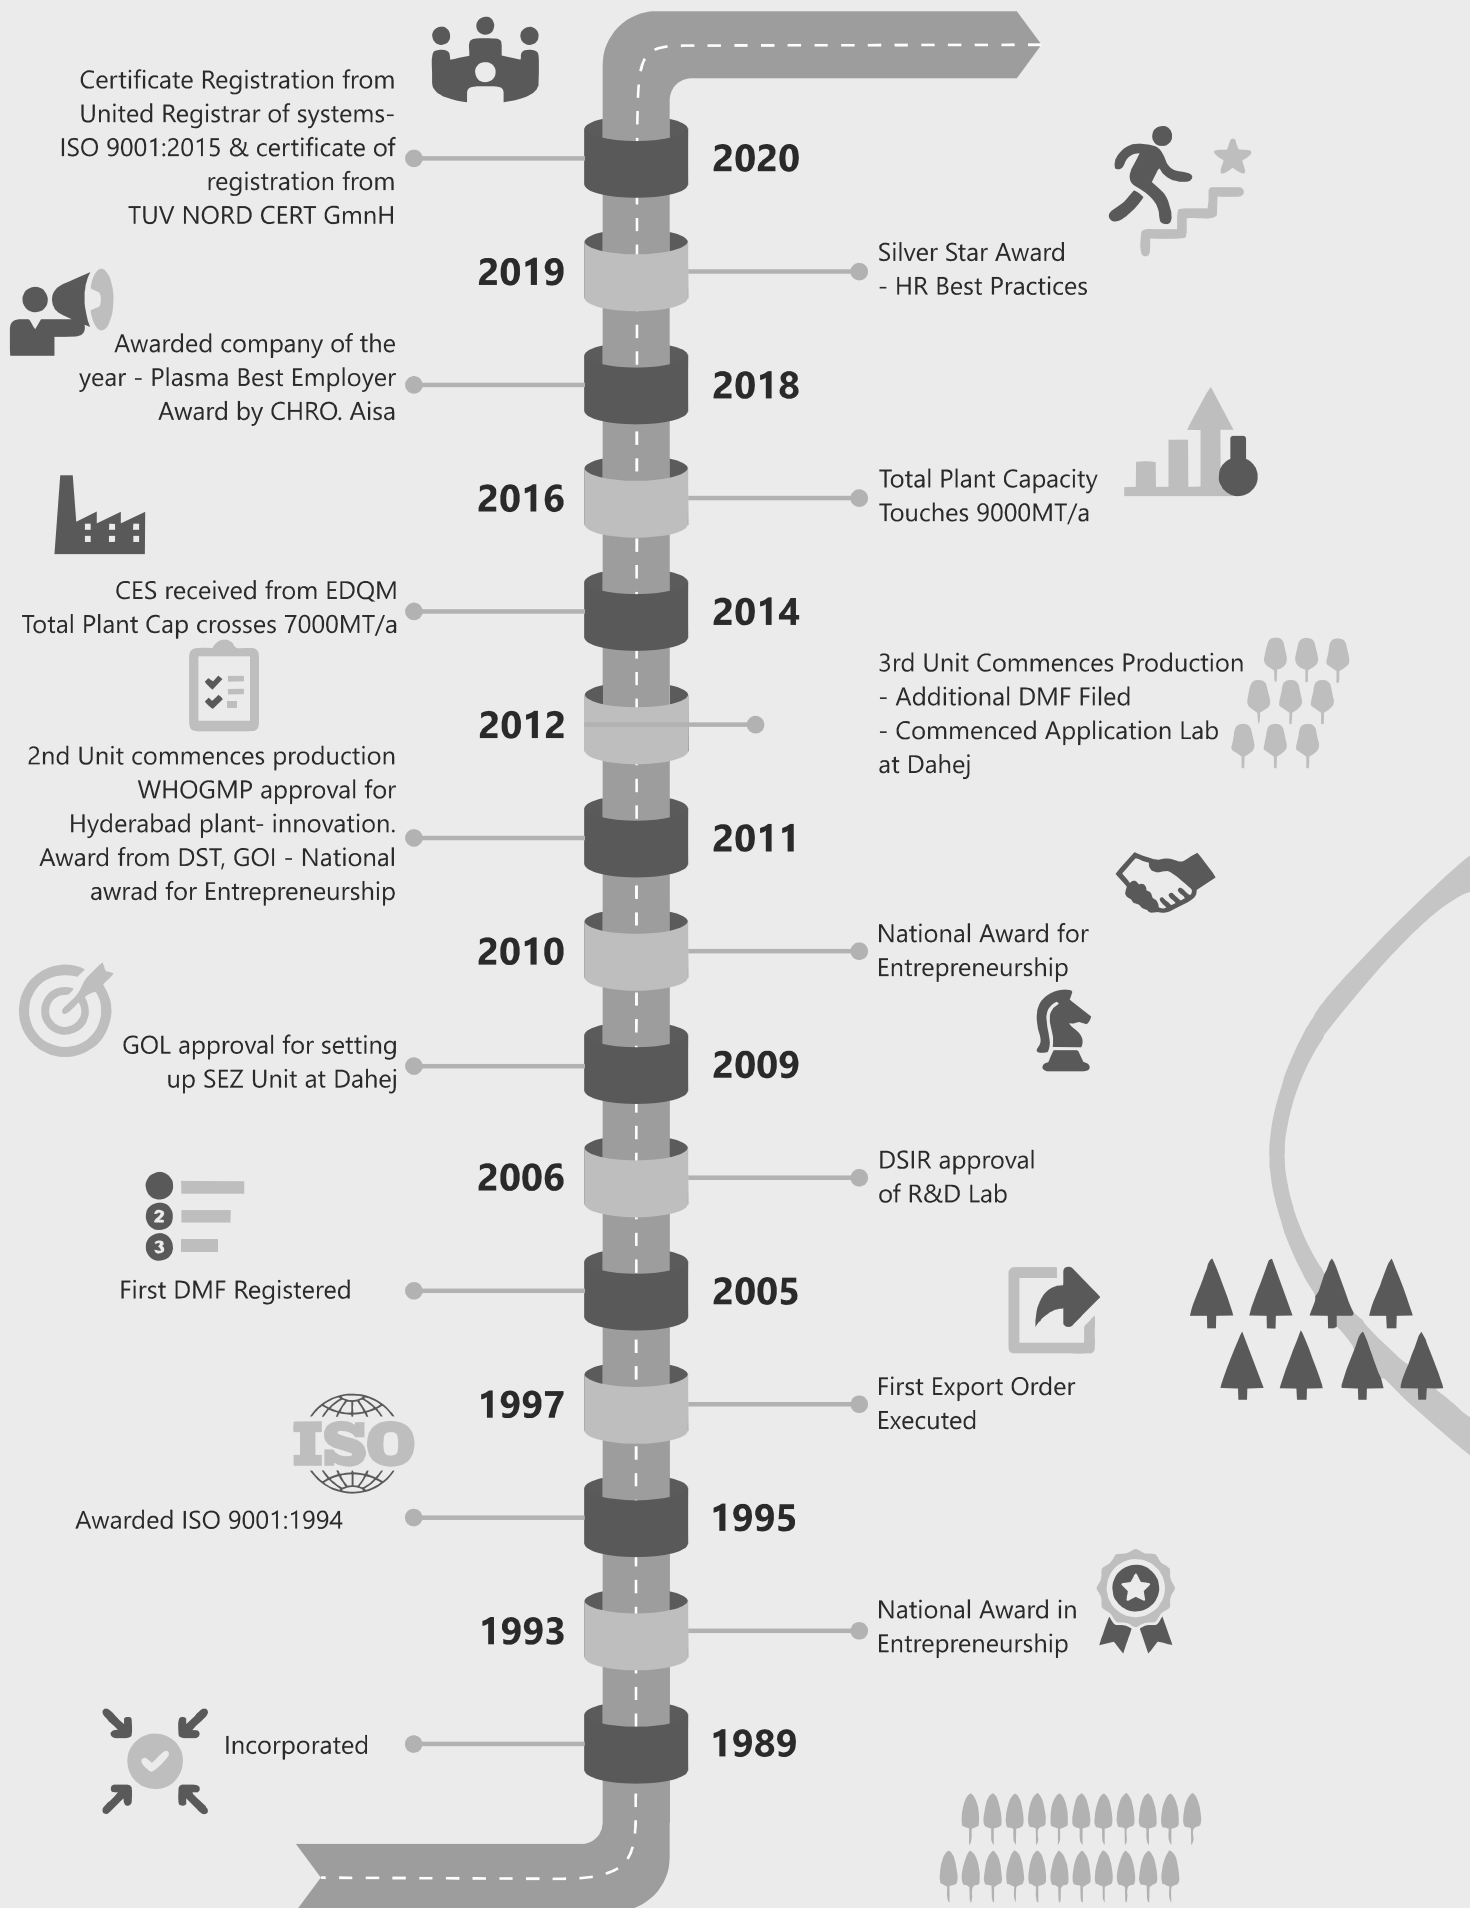 Certificate Registration from
United Registrar of systems-
ISO 9001:2015 & certificate of
registration from
TUV NORD CERT GmnH
2020
2019
Silver Star Award
- HR Best Practices
Awarded company of the
year - Plasma Best Employer
Award by CHRO. Aisa
2018
2016
Total Plant Capacity
Touches 9000MT/a
CES received from EDQM
Total Plant Cap crosses 7000MT/a
2014
2012
3rd Unit Commences Production
- Additional DMF Filed
- Commenced Application Lab
at Dahej
2nd Unit commences production
WHOGMP approval for
Hyderabad plant- innovation.
Award from DST, GOI - National
awrad for Entrepreneurship
2011
2010
National Award for
Entrepreneurship
GOL approval for setting
up SEZ Unit at Dahej
2009
2006
DSIR approval
of R&D Lab
2
3
First DMF Registered
2005
1997
First Export Order
Executed
ISO
Awarded ISO 9001:1994
1995
1993
National Award in
Entrepreneurship
Incorporated
1989